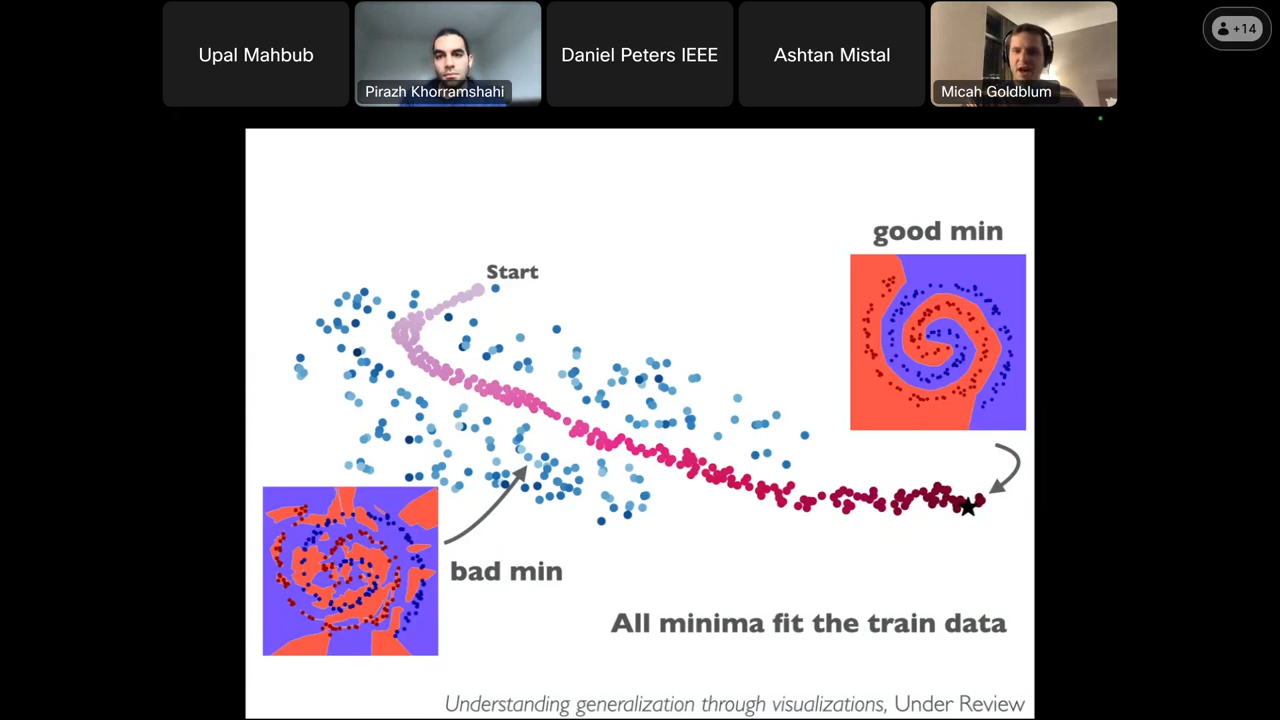 Upal Mahbub
Pirazh Khorramshahi
Daniel Peters IEEE
Ashtan Mistal
Micah Goldblum
+14
good min
Start
bad min
All minima fit the train data
Understanding generalization through visualizations, Under Review